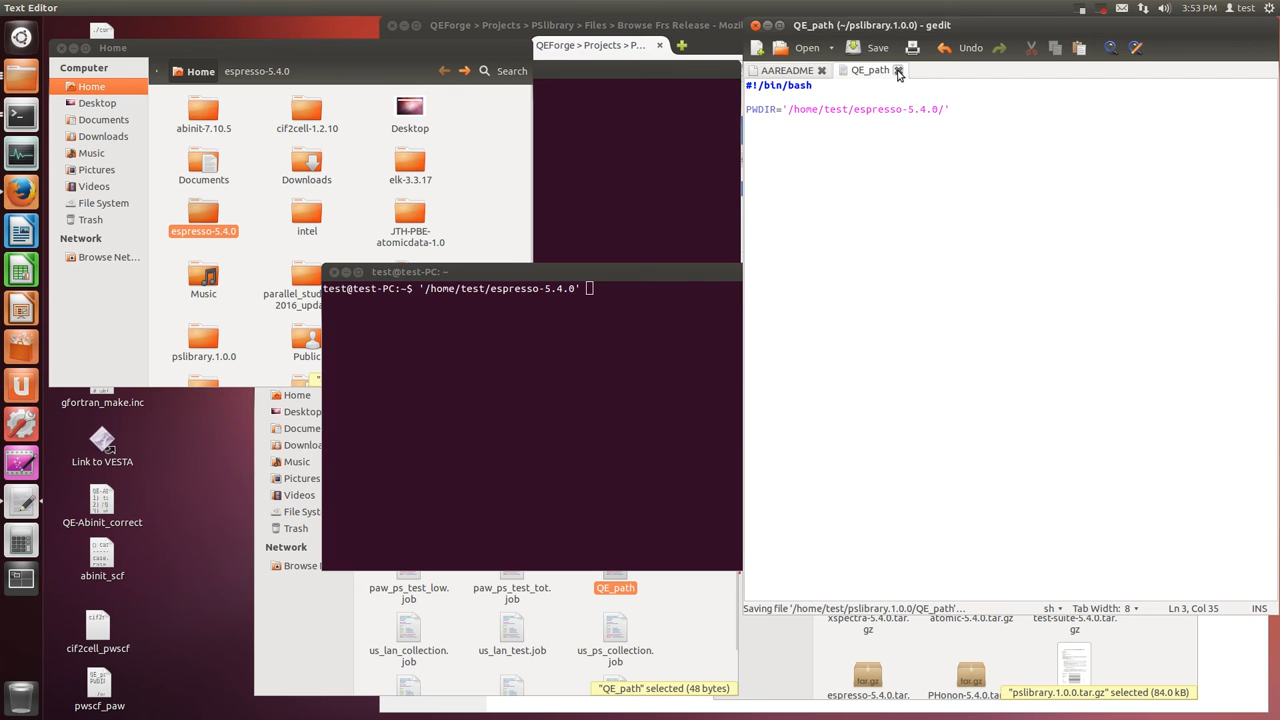 Text Editor
3:53 PM
test
Home
Computer
Home
Desktop
Documents
Downloads
Music
Pictures
Videos
File System
Trash
Network
Browse Net...
Home
espresso-5.4.0
Search
abinit-7.10.5
cif2cell-1.2.10
Desktop
Documents
Downloads
elk-3.3.17
espresso-5.4.0
intel
JTH-PBE-
atomicdata-1.0
Music
parallel_stud
2016_upda
pslibrary.1.0.0
Public
QEForge > Projects > PSlibrary > Files > Browse Frs Release - Mozil
QEForge > Projects > P...
test@test-PC: ~
test@test-PC:~$ '/home/test/espresso-5.4.0'
QE_path (~/pslibrary.1.0.0) - gedit
Open
Save
Undo
AAREADME
QE_path
#!/bin/bash
PWDIR='/home/test/espresso-5.4.0/'
Saving file '/home/test/pslibrary.1.0.0/QE_path'...
sh
Tab Width: 8
Ln 3, Col 35
INS
gfortran_make.inc
Link to VESTA
QE-Abinit_correct
abinit_scf
cif2cell_pwscf
pwscf_paw
Home
Desktop
Docume
Downloa
Music
Pictures
Videos
File Syst
Trash
Network
Browse
paw_ps_test_low.
job
paw_ps_test_tot.
job
QE_path
us_lan_collection.
job
us_lan_test.job
us_ps_collection.
job
"QE_path" selected (48 bytes)
xspectra-5.4.0.tar.
gz
atomic-5.4.0.tar.gz
test-suite-5.4.0.tar.
gz
tar.gz
tar.gz
espresso-5.4.0.tar.
PHonon-5.4.0.tar.
"pslibrary.1.0.0.tar.gz" selected (84.0 kB)